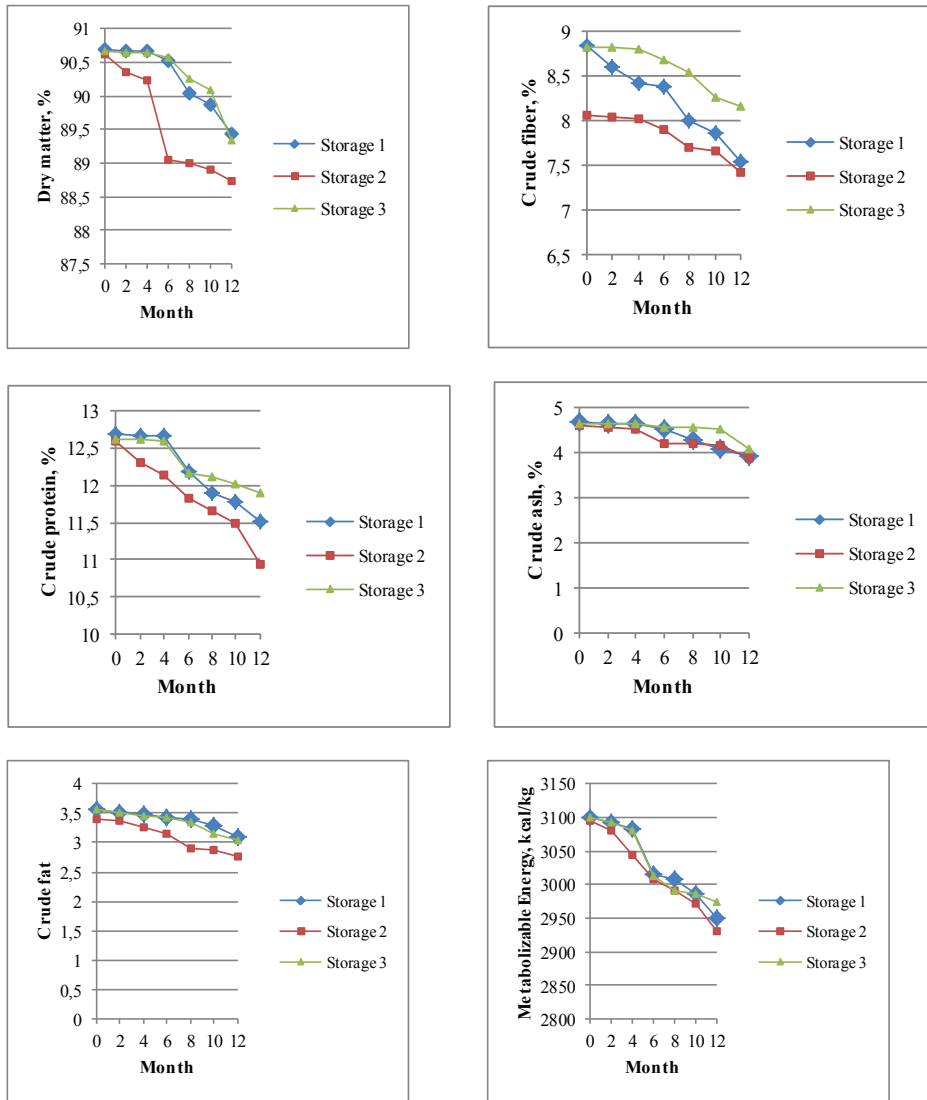 Dry matter, %
91
90,5
90
89,5
89
88,5
88
87,5
0 2 4 6 8 10 12
Month
Storage 1
Storage 2
Storage 3
Crude fiber, %
9
8,5
8
7,5
7
6,5
0 2 4 6 8 10 12
Month
Storage 1
Storage 2
Storage 3
Crude protein, %
13
12,5
12
11,5
11
10,5
10
0 2 4 6 8 10 12
Month
Storage 1
Storage 2
Storage 3
Crude ash, %
5
4
3
2
1
0
0 2 4 6 8 10 12
Month
Storage 1
Storage 2
Storage 3
Crude fat
4
3,5
3
2,5
2
1,5
1
0,5
0
0 2 4 6 8 10 12
Month
Storage 1
Storage 2
Storage 3
Metabolizable Energy, kcal/kg
3150
3100
3050
3000
2950
2900
2850
2800
0 2 4 6 8 10 12
Month
Storage 1
Storage 2
Storage 3